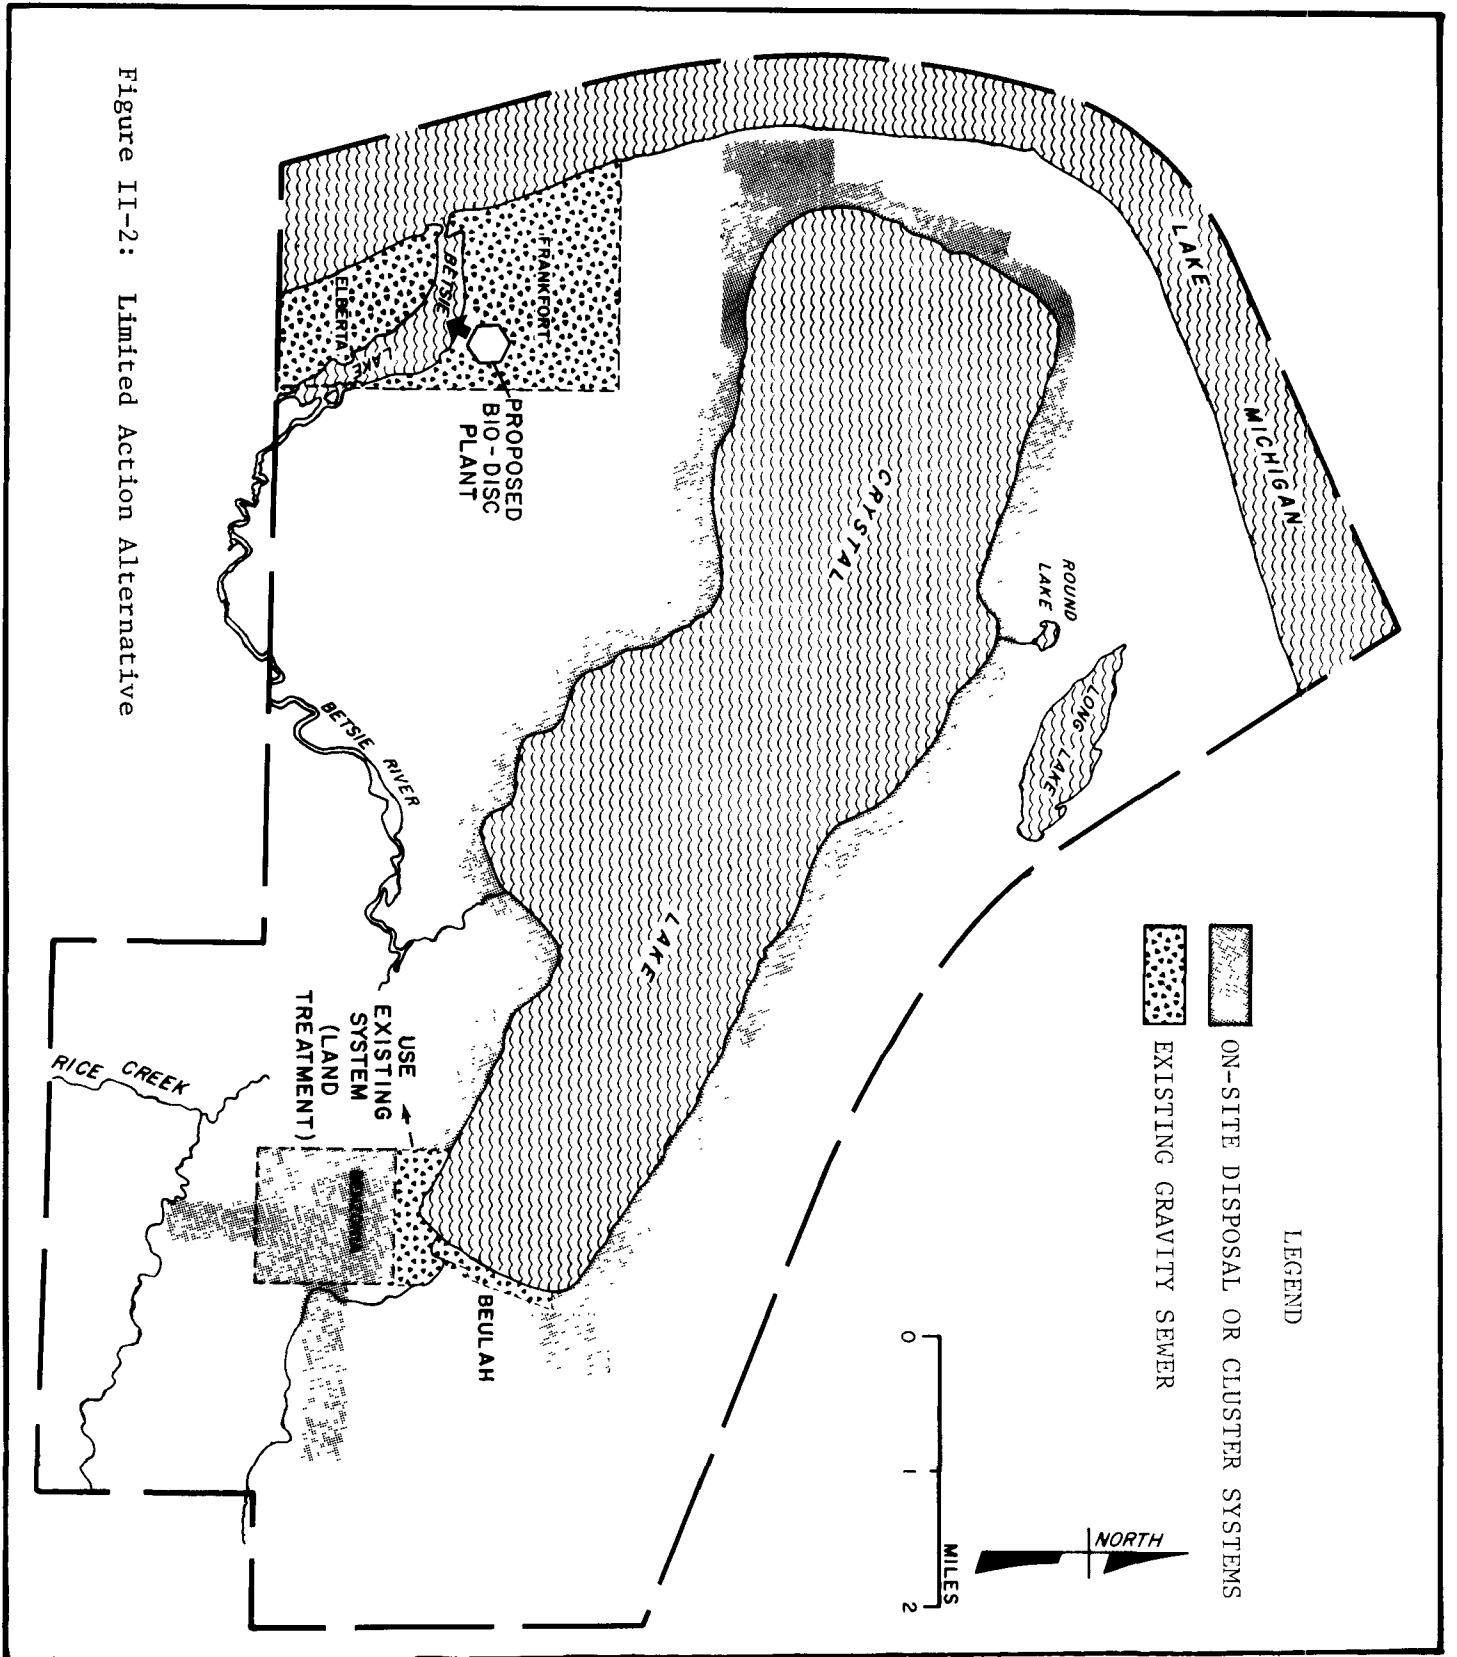 LAKE
MICHIGAN
FRANKFORT
BETSIE
LAKE
ELBERTA
PROPOSED
BIO-DISC
PLANT
CRYSTAL
LAKE
ROUND
LAKE
LONG LAKE
BETSIE RIVER
USE
EXISTING
SYSTEM
(LAND
TREATMENT)
RICE CREEK
BENZONIA
BEULAH
LEGEND
ON-SITE DISPOSAL OR CLUSTER SYSTEMS
EXISTING GRAVITY SEWER
NORTH
0 1 2
MILES
Figure II-2: Limited Action Alternative